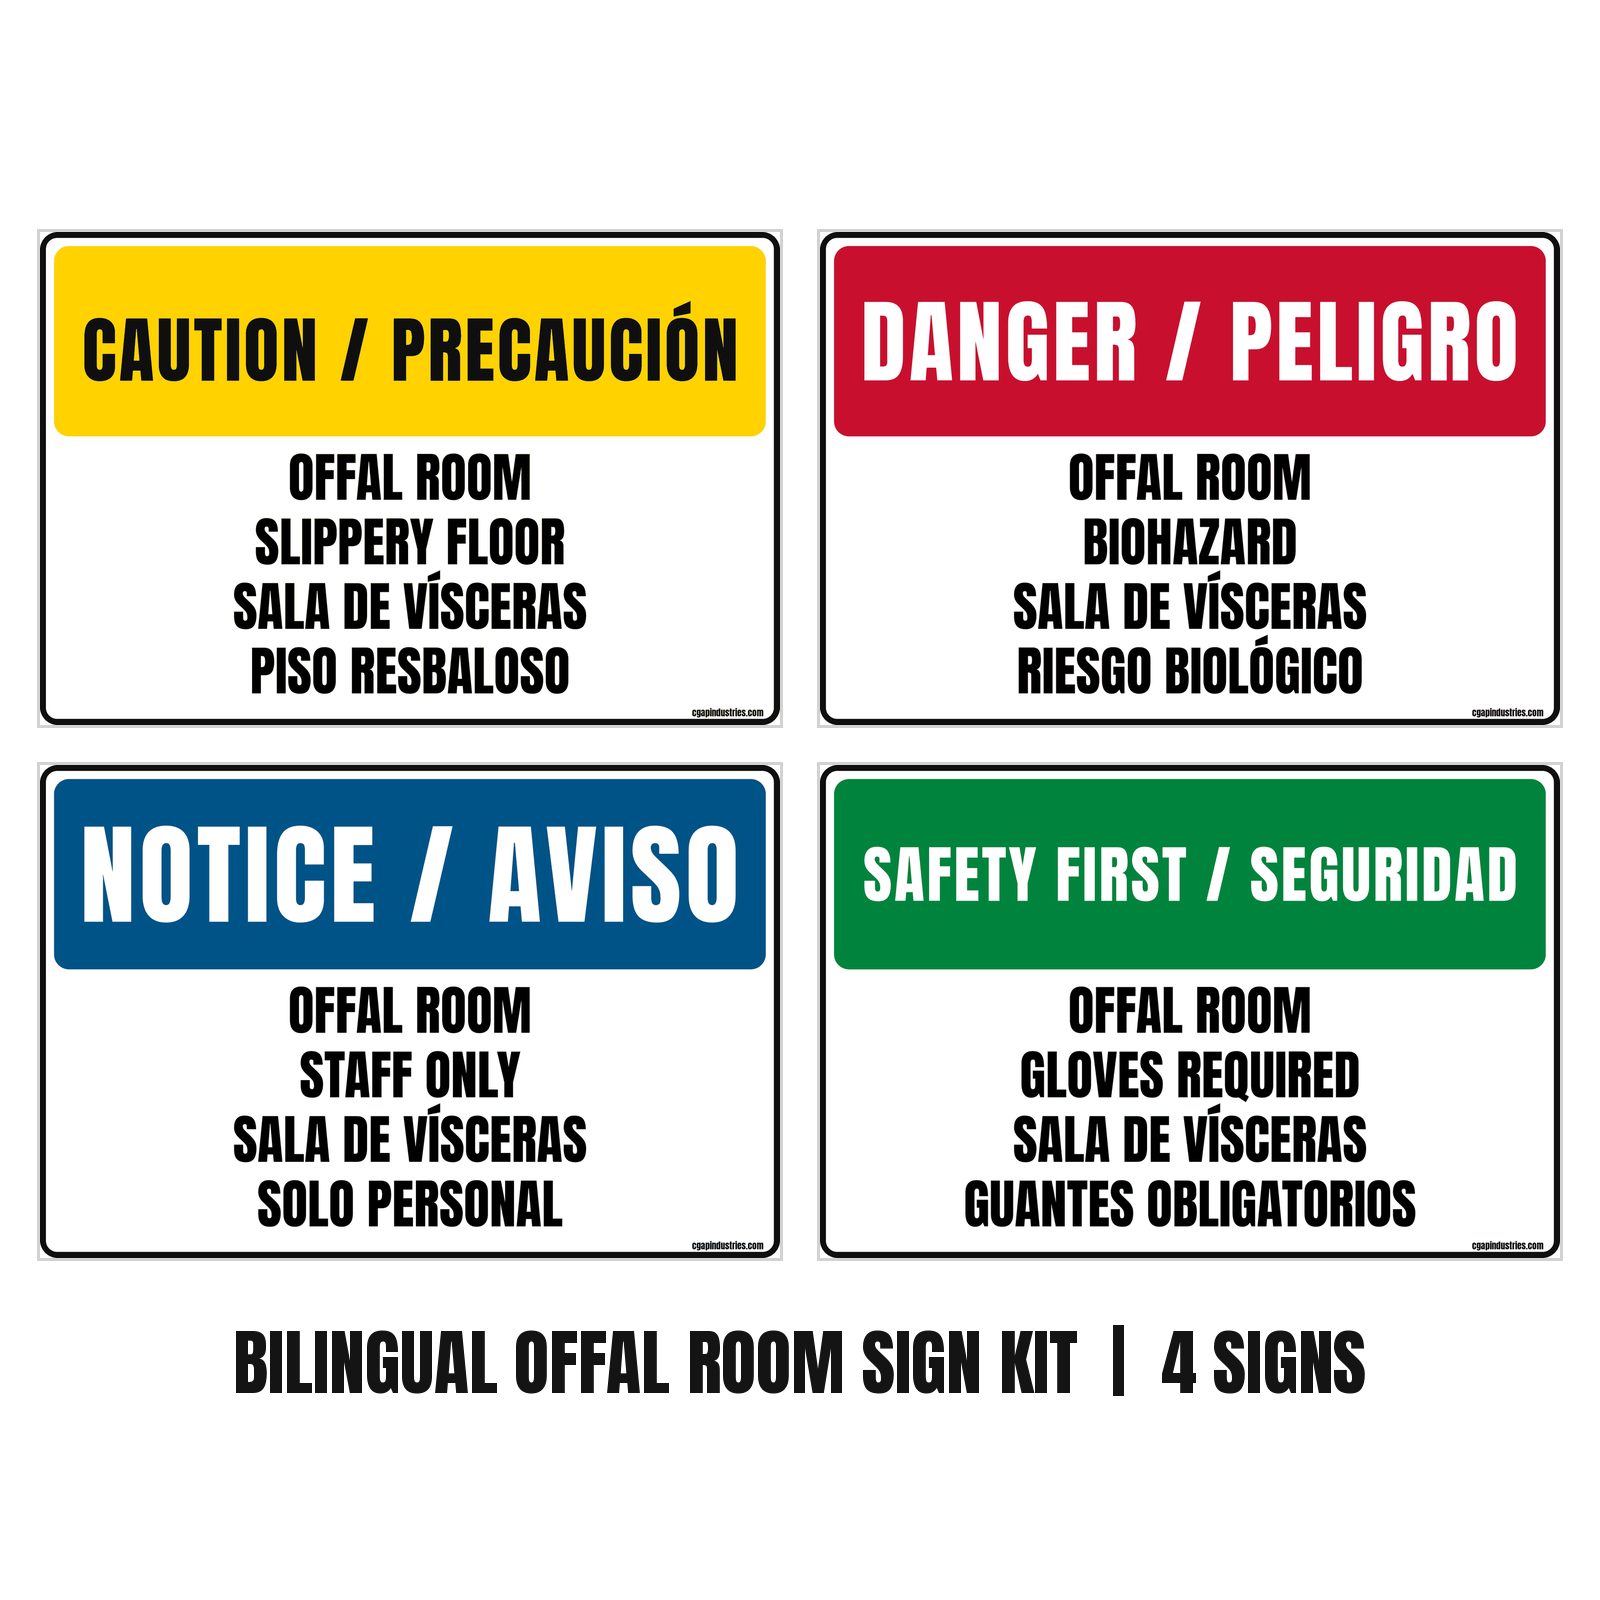 CAUTION / PRECAUCIÓN
OFFAL ROOM
SLIPPERY FLOOR
SALA DE VÍSCERAS
PISO RESBALOSO
cgapindustries.com
DANGER / PELIGRO
OFFAL ROOM
BIOHAZARD
SALA DE VÍSCERAS
RIESGO BIOLÓGICO
cgapindustries.com
NOTICE / AVISO
OFFAL ROOM
STAFF ONLY
SALA DE VÍSCERAS
SOLO PERSONAL
cgapindustries.com
SAFETY FIRST / SEGURIDAD
OFFAL ROOM
GLOVES REQUIRED
SALA DE VÍSCERAS
GUANTES OBLIGATORIOS
cgapindustries.com
BILINGUAL OFFAL ROOM SIGN KIT | 4 SIGNS